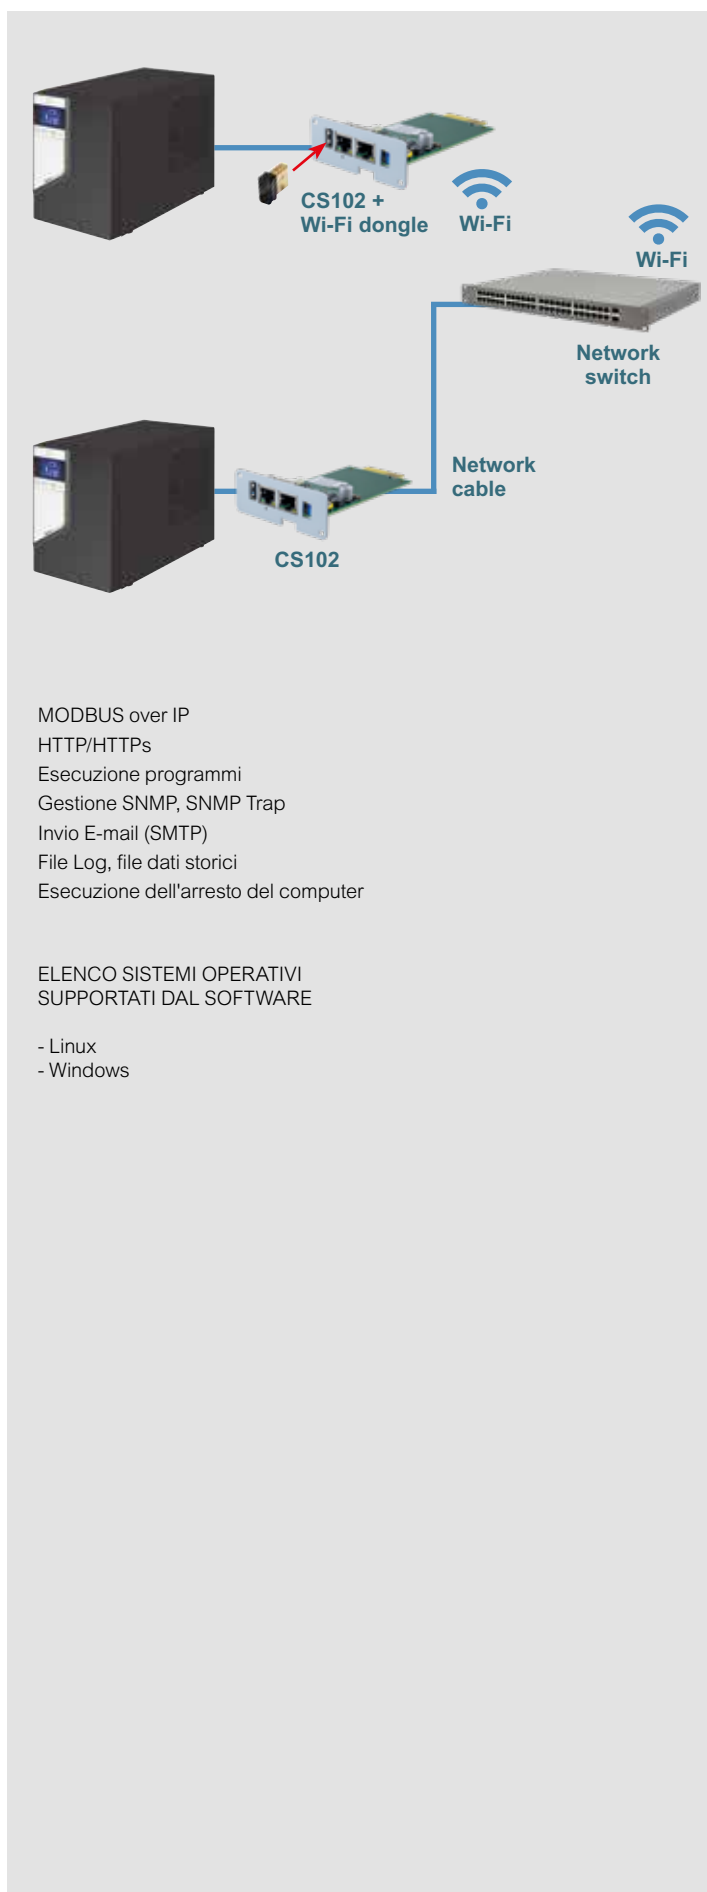 CS102 +
Wi-Fi dongle
Wi-Fi
Wi-Fi
Network
switch
Network
cable
CS102
MODBUS over IP
HTTP/HTTPs
Esecuzione programmi
Gestione SNMP, SNMP Trap
Invio E-mail (SMTP)
File Log, file dati storici
Esecuzione dell'arresto del computer
ELENCO SISTEMI OPERATIVI
SUPPORTATI DAL SOFTWARE
- Linux
- Windows